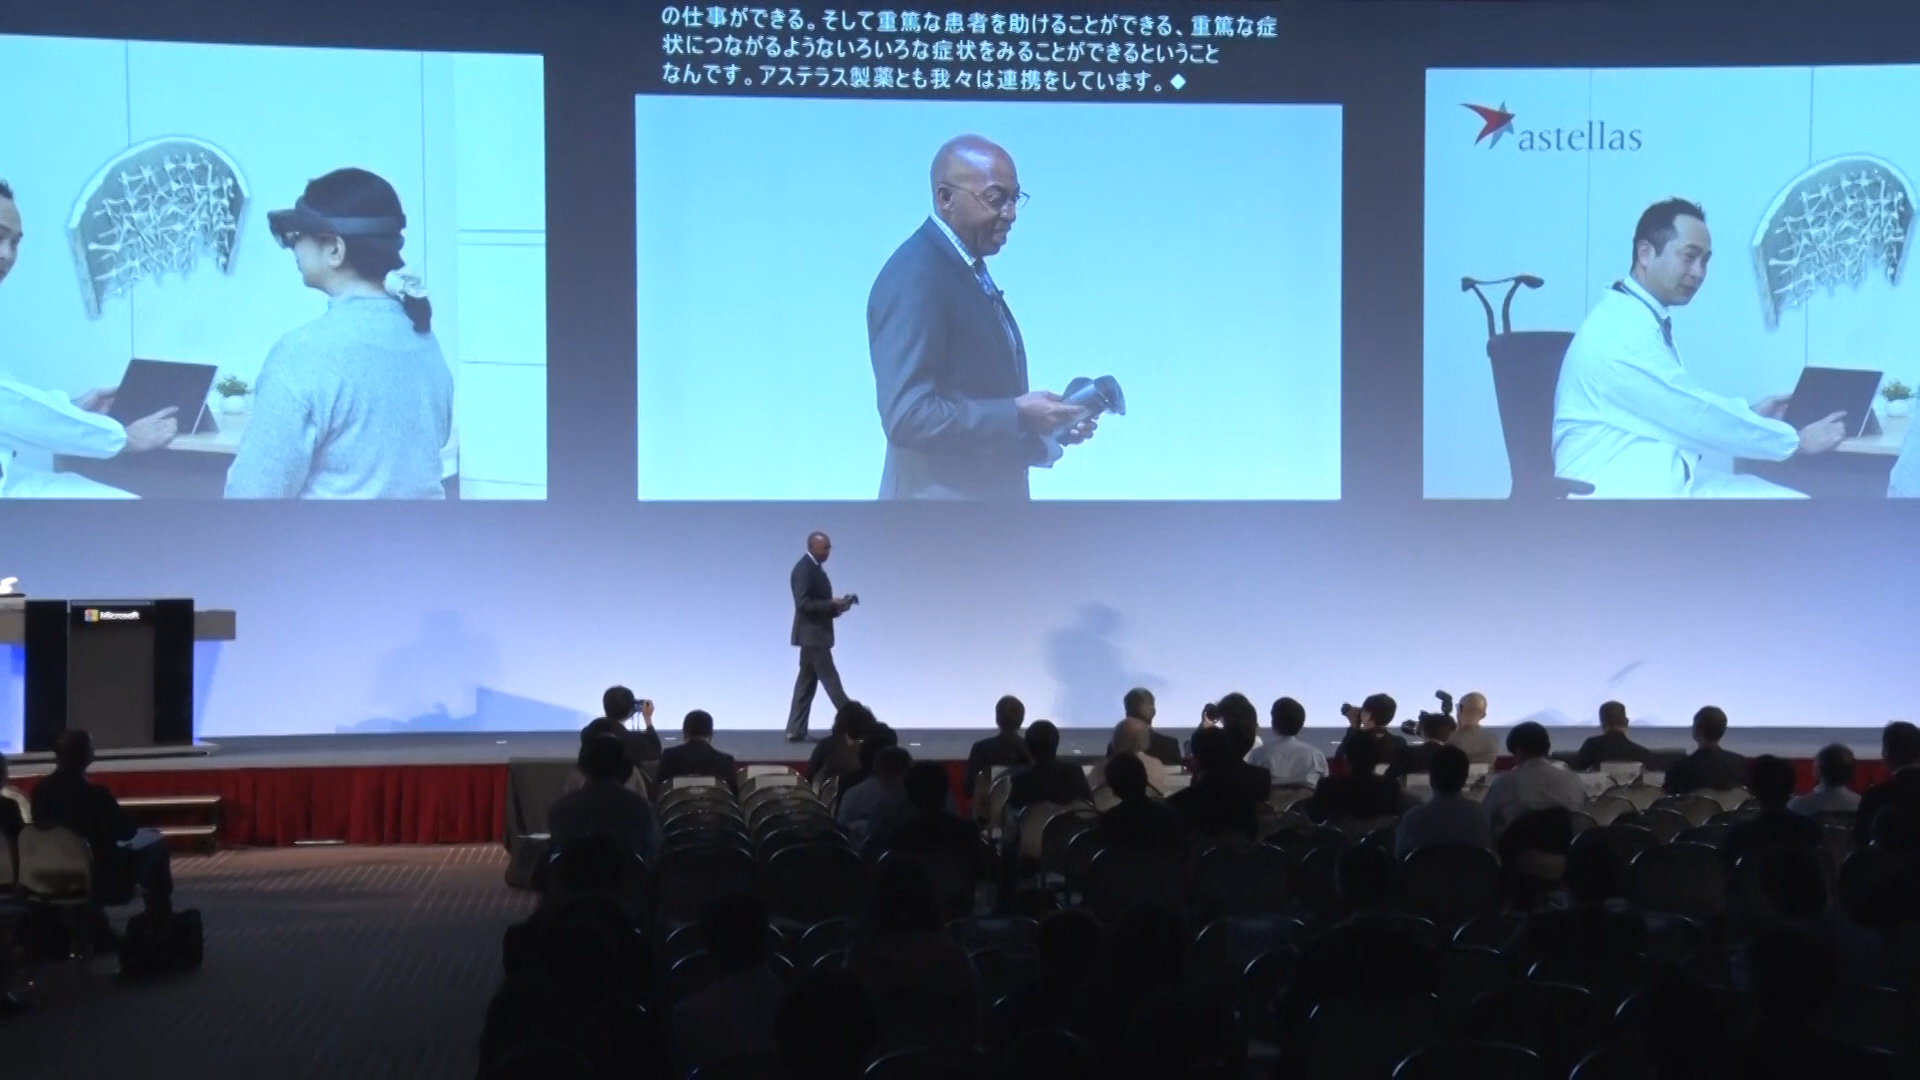 の仕事ができる。そして重篤な患者を助けることができる、重篤な症
状につながるようないろいろな症状をみることができるということ
なんです。アステラス製薬とも我々は連携をしています。◆
astellas
Microsoft